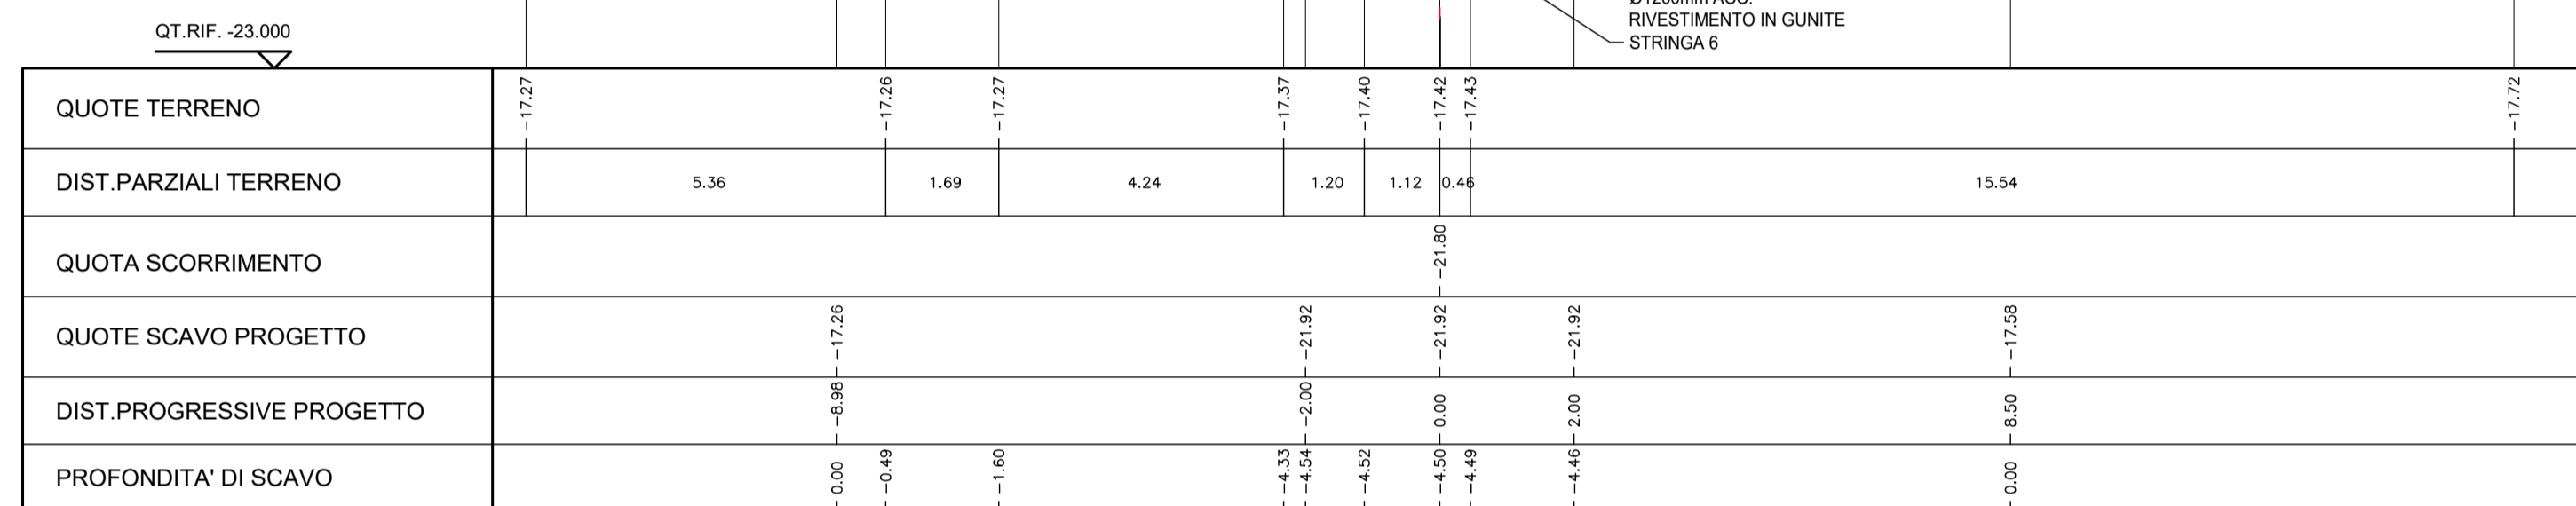 QT.RIF. -23.000
RIVESTIMENTO IN GUNITE
STRINGA 6
QUOTE TERRENO -17.27 -17.26 -17.27 -17.37 -17.40 -17.42 -17.43 -17.72
DIST.PARZIALI TERRENO 5.36 1.69 4.24 1.20 1.12 0.46 15.54
QUOTA SCORRIMENTO -21.80
QUOTE SCAVO PROGETTO -17.26 -21.92 -21.92 -21.92 -17.58
DIST.PROGRESSIVE PROGETTO -8.98 -2.00 0.00 2.00 8.50
PROFONDITA' DI SCAVO 0.00 -0.49 -1.60 -4.33 -4.54 -4.52 -4.50 -4.49 -4.46 0.00